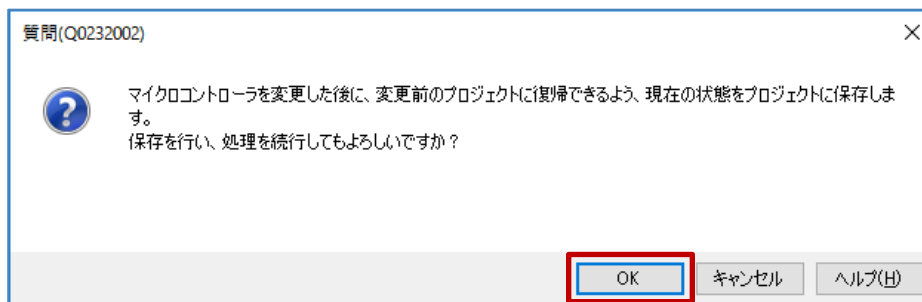 質問(Q0232002)
マイクロコントローラを変更した後に、変更前のプロジェクトに復帰できるよう、現在の状態をプロジェクトに保存しま
す。
保存を行い、処理を続行してもよろしいですか？
OK キャンセル ヘルプ(H)